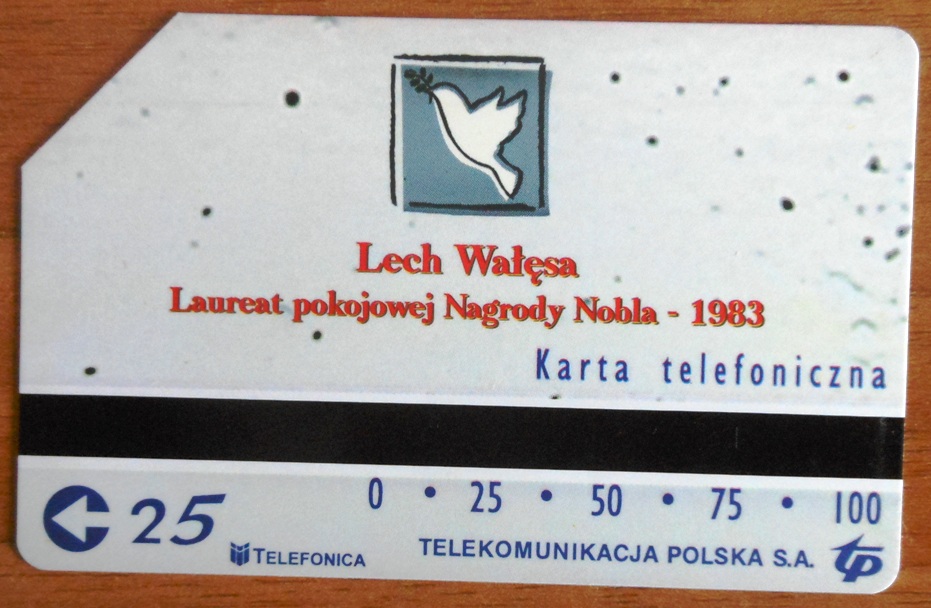 Lech Wałęsa
Laureat pokojowej Nagrody Nobla - 1983
Karta telefoniczna
0 • 25 • 50 • 75 • 100
25
TELEFONICA
TELEKOMUNIKACJA POLSKA S.A.
tp